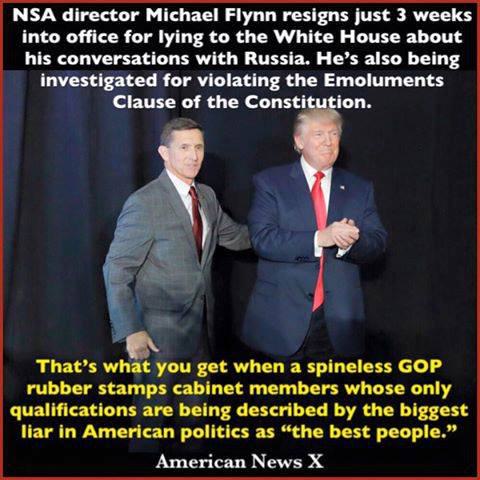 NSA director Michael Flynn resigns just 3 weeks
into office for lying to the White House about
his conversations with Russia. He's also being
investigated for violating the Emoluments
Clause of the Constitution.
That's what you get when a spineless GOP
rubber stamps cabinet members whose only
qualifications are being described by the biggest
liar in American politics as “the best people.”
American News X